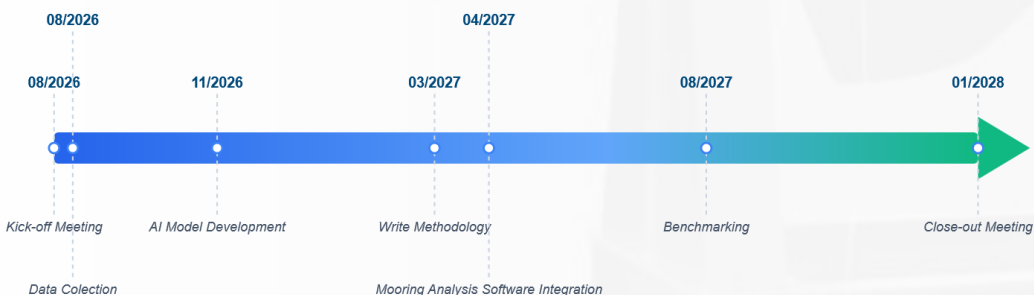 08/2026 04/2027
08/2026 11/2026 03/2027 08/2027 01/2028
Kick-off Meeting AI Model Development Write Methodology Benchmarking Close-out Meeting
Data Colection Mooring Analysis Software Integration